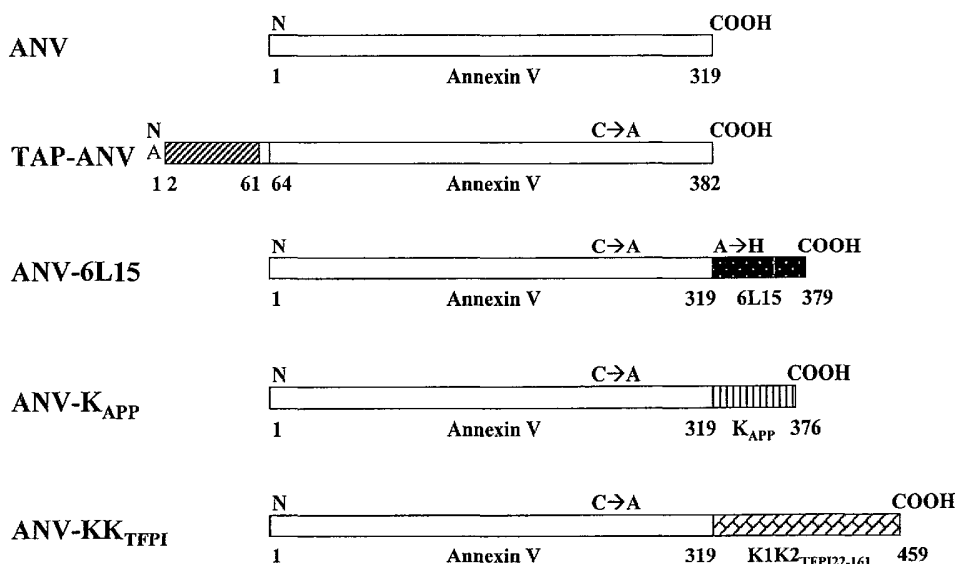 N COOH
ANV
1 Annexin V 319
N C→A COOH
TAP-ANV A
1 2 61 64 Annexin V 382
N C→A A→H COOH
ANV-6L15
1 Annexin V 319 6L15 379
N C→A COOH
ANV-KAPP
1 Annexin V 319 KAPP 376
N C→A COOH
ANV-KKTFPI
1 Annexin V 319 K1K2TFPI22-161 459